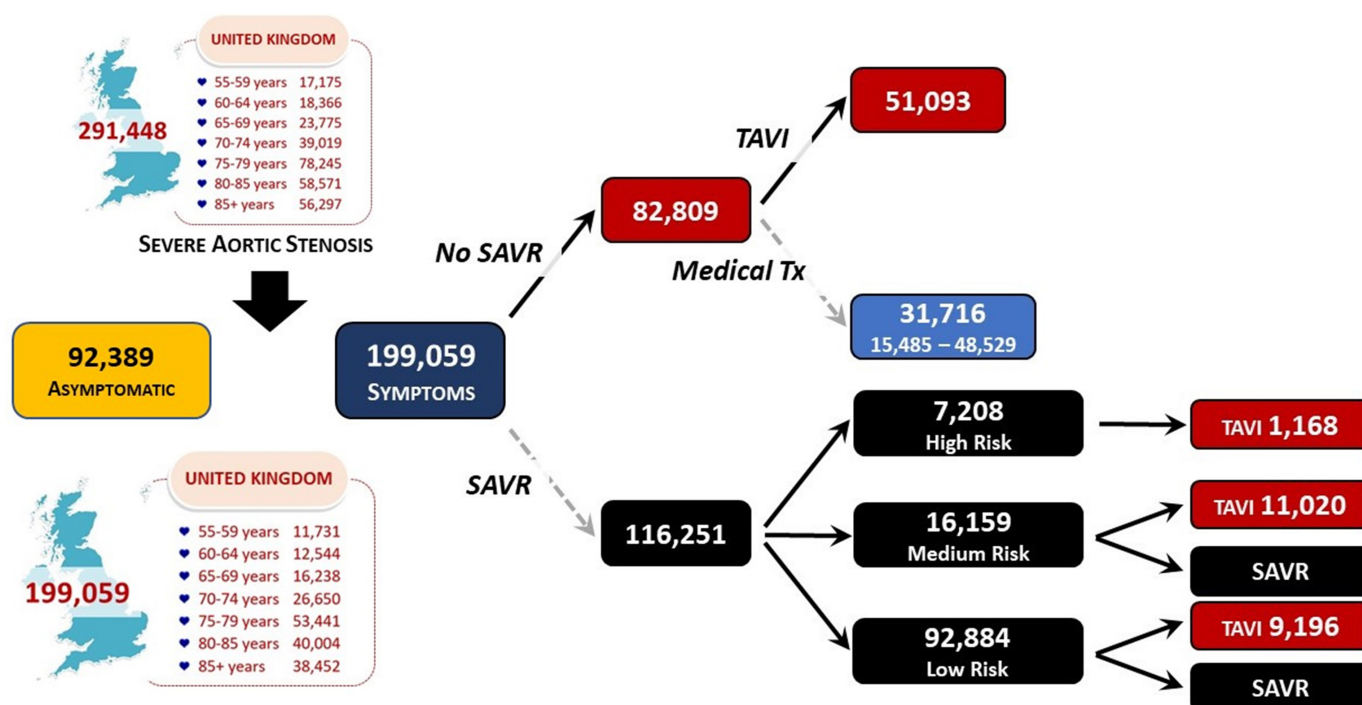 UNITED KINGDOM
55-59 years 17,175
60-64 years 18,366
65-69 years 23,775
70-74 years 39,019
75-79 years 78,245
80-85 years 58,571
85+ years 56,297
291,448
SEVERE AORTIC STENOSIS
92,389
ASYMPTOMATIC
199,059
SYMPTOMS
UNITED KINGDOM
55-59 years 11,731
60-64 years 12,544
65-69 years 16,238
70-74 years 26,650
75-79 years 53,441
80-85 years 40,004
85+ years 38,452
199,059
No SAVR
82,809
TAVI
51,093
Medical Tx
31,716
15,485 – 48,529
SAVR
116,251
7,208
High Risk
TAVI 1,168
16,159
Medium Risk
TAVI 11,020
SAVR
92,884
Low Risk
TAVI 9,196
SAVR